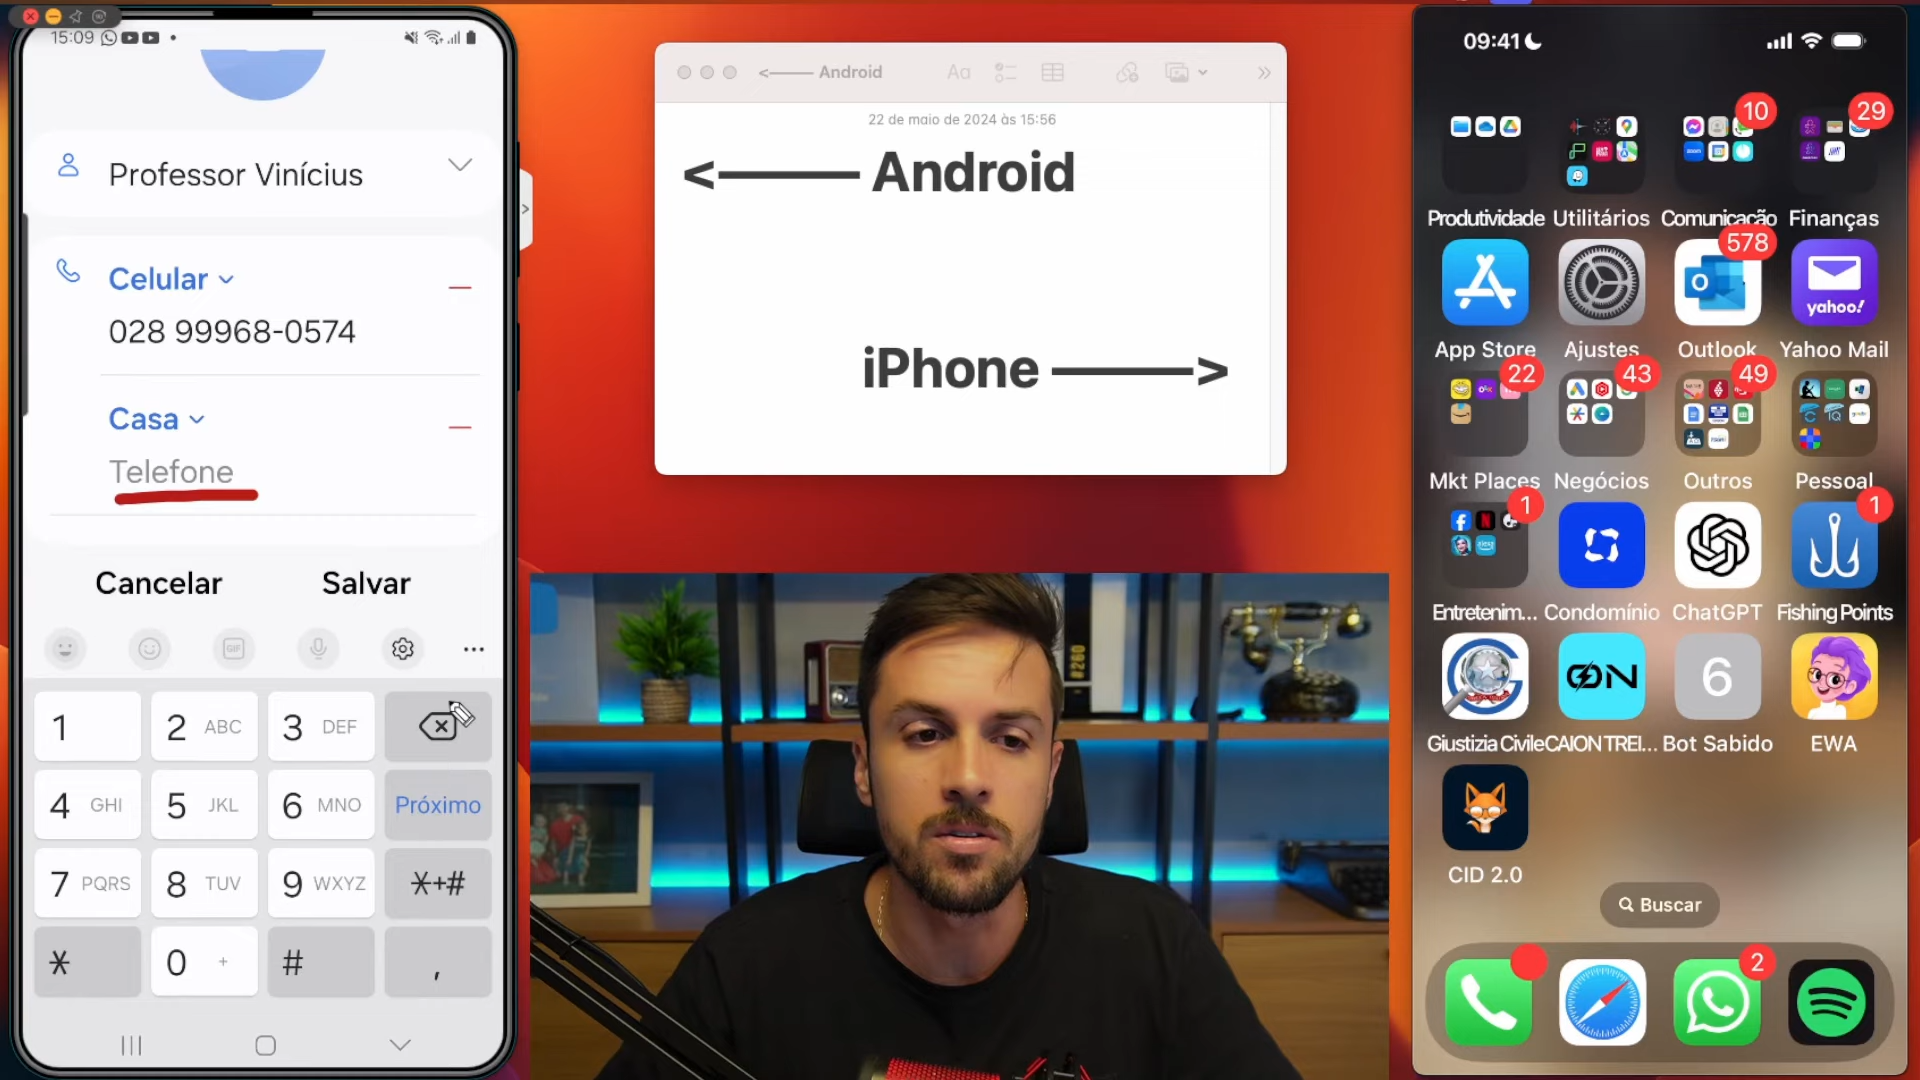 15:09
Professor Vinícius
Celular
028 99968-0574
Casa
Telefone
Cancelar Salvar
GIF
1 2 ABC 3 DEF
4 GHI 5 JKL 6 MNO Próximo
7 PQRS 8 TUV 9 WXYZ *+#
* 0 + # ,
<—— Android
Aa
22 de maio de 2024 às 15:56
<—— Android
iPhone ——>
#260
09:41
10 29
Produtividade Utilitários Comunicação Finanças
578
yahoo!
App Store Ajustes Outlook Yahoo Mail
22 43 49
Mkt Places Negócios Outros Pessoal
1 1
Entretenim... Condomínio ChatGPT Fishing Points
ON 6
Giustizia Civile CAION TREI... Bot Sabido EWA
CID 2.0
Buscar
2